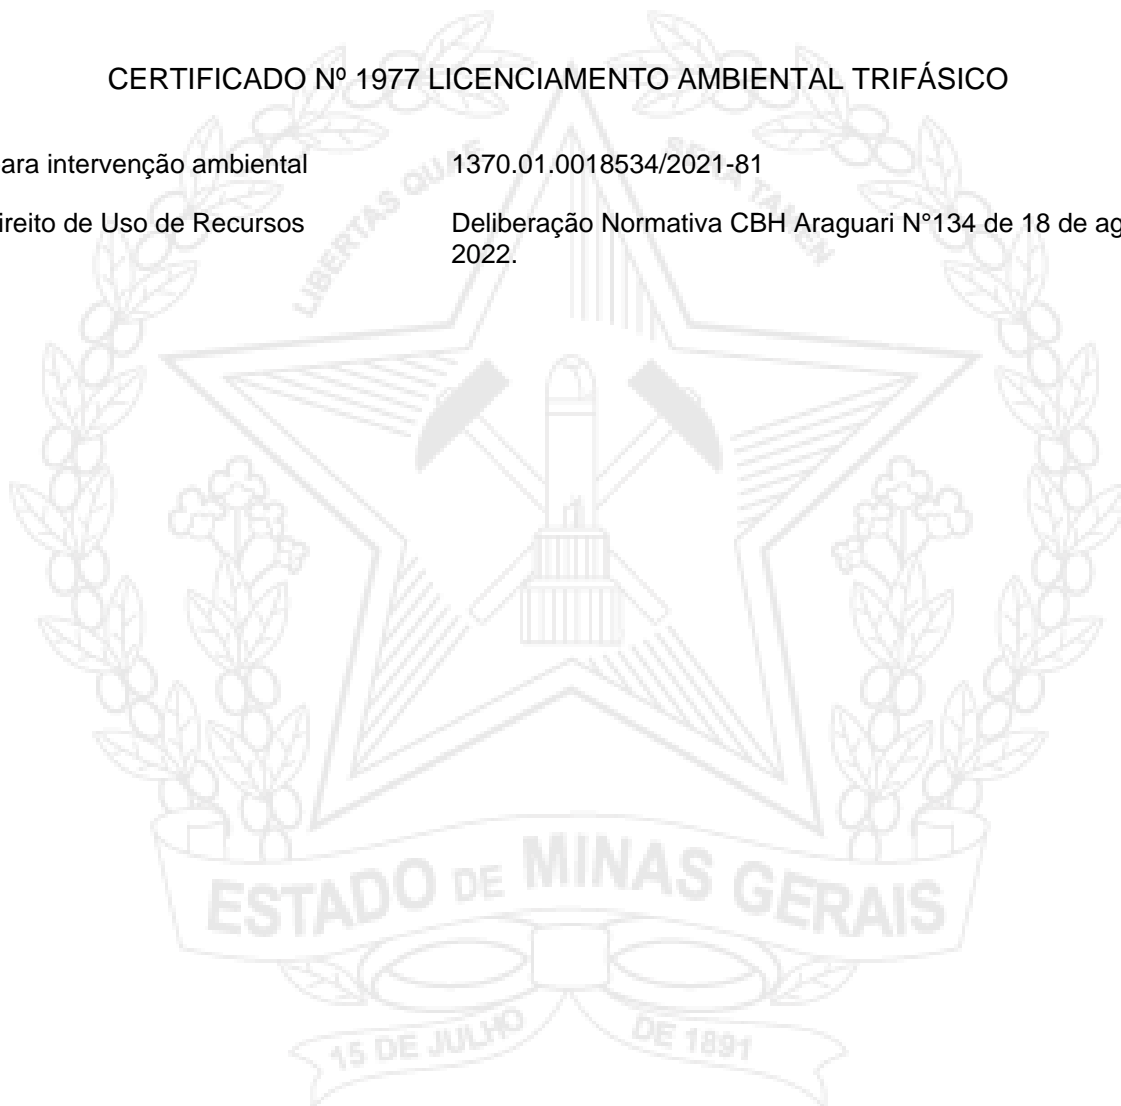 CERTIFICADO Nº 1977 LICENCIAMENTO AMBIENTAL TRIFÁSICO
ara intervenção ambiental 1370.01.0018534/2021-81
ireito de Uso de Recursos Deliberação Normativa CBH Araguari N°134 de 18 de ag
2022.
LIBERTAS QUAE SERA TAMEN
ESTADO DE MINAS GERAIS
15 DE JULHO DE 1891